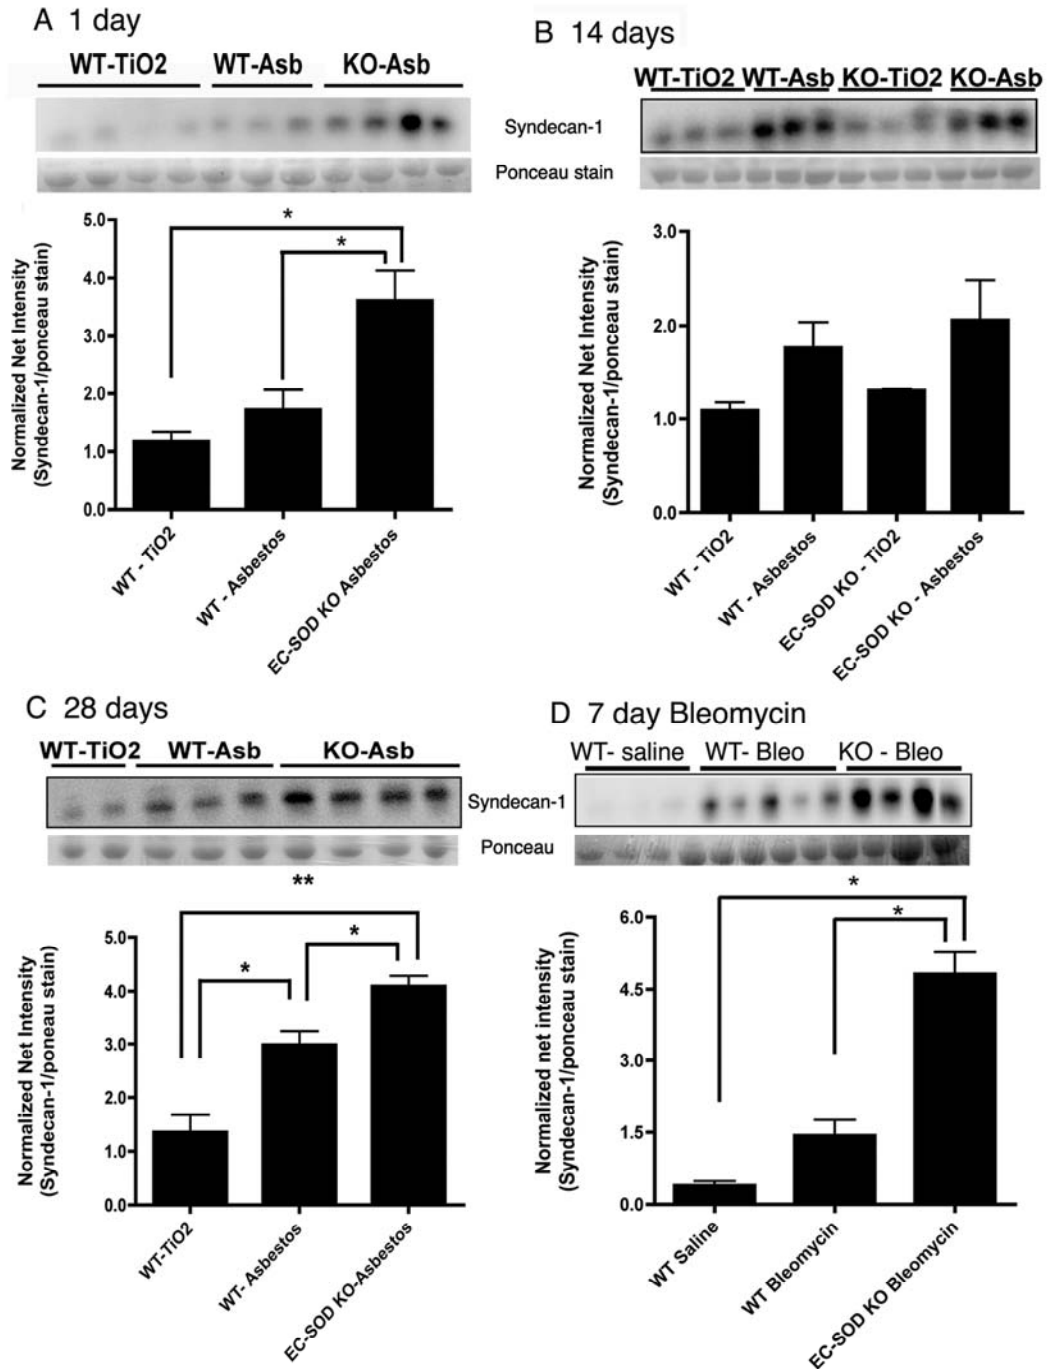 A 1 day
WT-TiO2 WT-Asb KO-Asb
B 14 days
WT-TiO2 WT-Asb KO-TiO2 KO-Asb
Syndecan-1
Ponceau stain
Normalized Net Intensity
(Syndecan-1/ponceau stain)
5.0
4.0
3.0
2.0
1.0
0.0
*
*
WT - TiO2
WT - Asbestos
EC-SOD KO Asbestos
Normalized Net Intensity
(Syndecan-1/ponceau stain)
3.0
2.0
1.0
0.0
WT - TiO2
WT - Asbestos
EC-SOD KO - TiO2
EC-SOD KO - Asbestos
C 28 days
WT-TiO2 WT-Asb KO-Asb
D 7 day Bleomycin
WT- saline WT- Bleo KO - Bleo
Syndecan-1
Ponceau
Normalized Net Intensity
(Syndecan-1/poneau stain)
5.0
4.0
3.0
2.0
1.0
0.0
**
*
*
WT-TiO2
WT- Asbestos
EC-SOD KO-Asbestos
Normalized net intensity
(Syndecan-1/ponceau stain)
6.0
4.5
3.0
1.5
0.0
*
*
WT Saline
WT Bleomycin
EC-SOD KO Bleomycin